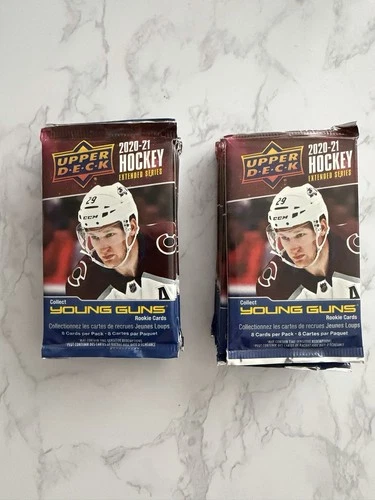 UPPER
D·E·C·K
2020-21
HOCKEY
EXTENDED SERIES
29
CCM
A
Collect
YOUNG GUNS
Rookie Cards
Collectionnez les cartes de recrues Jeunes Loups
8 Cards per Pack • 8 Cartes par Paquet
UPPER
D·E·C·K
2020-21
HOCKEY
EXTENDED SERIES
29
CCM
Collect
YOUNG GUNS
Rookie Cards
Collectionnez les cartes de recrues Jeunes Loups
8 Cards per Pack • 8 Cartes par Paquet